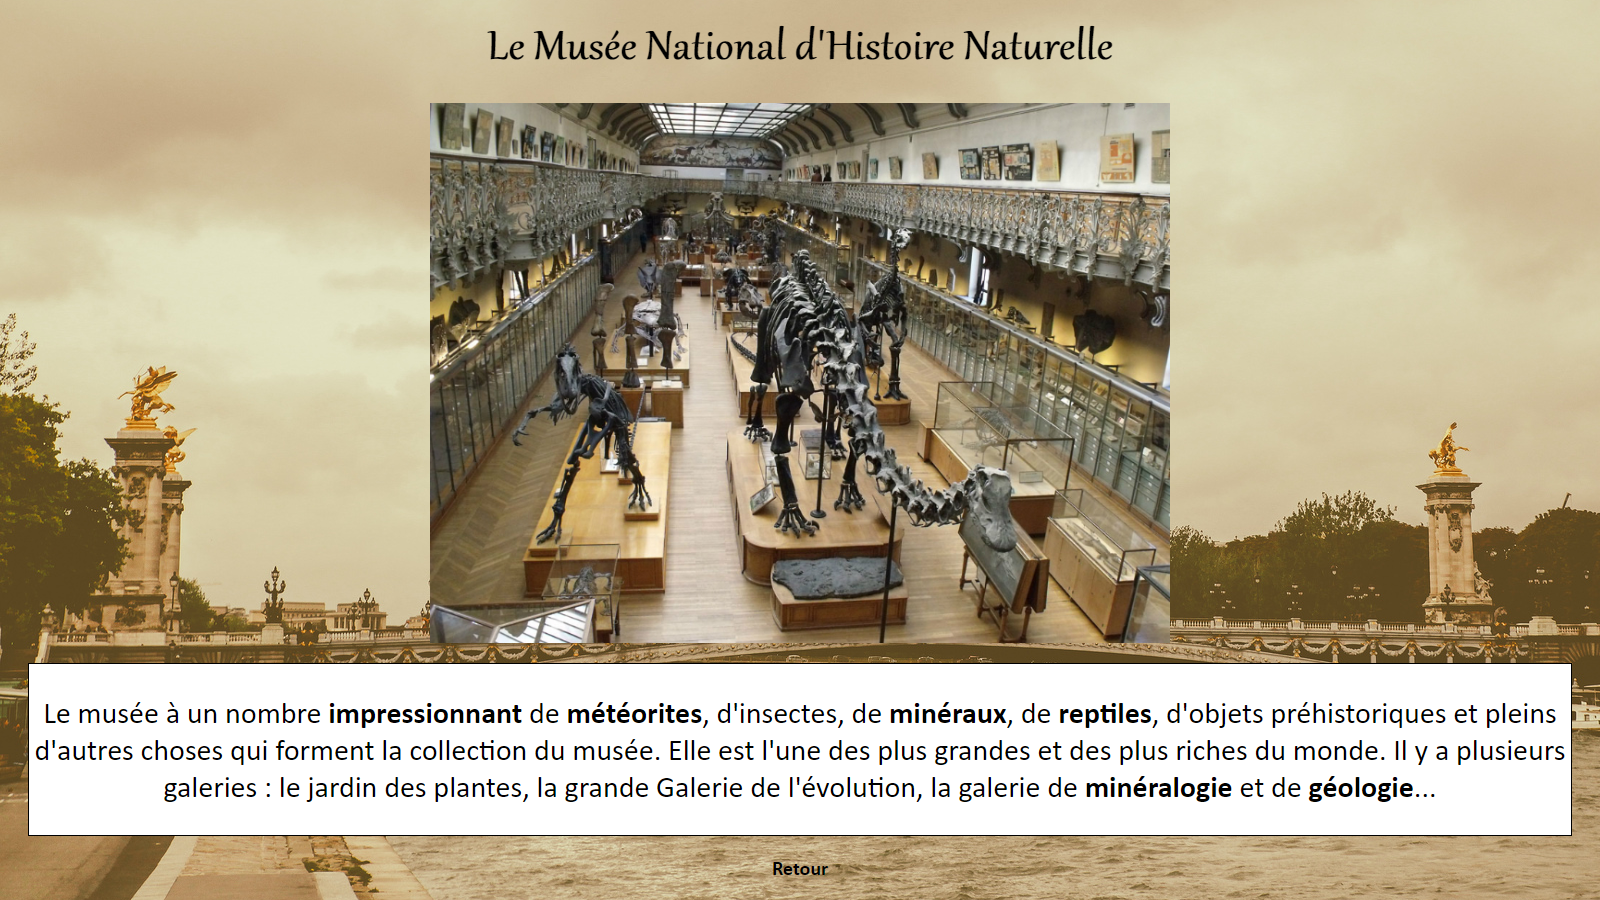 Le Musée National d'Histoire Naturelle
Le musée à un nombre impressionnant de météorites, d'insectes, de minéraux, de reptiles, d'objets préhistoriques et pleins
d'autres choses qui forment la collection du musée. Elle est l'une des plus grandes et des plus riches du monde. Il y a plusieurs
galeries : le jardin des plantes, la grande Galerie de l'évolution, la galerie de minéralogie et de géologie...
Retour